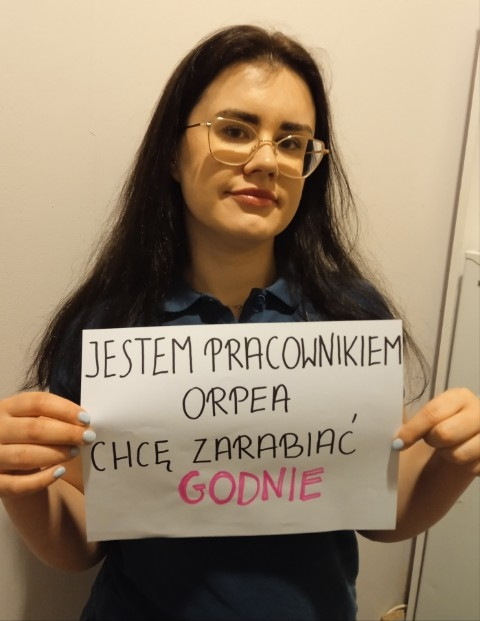 JESTEM PRACOWNIKIEM
ORPEA
CHCĘ ZARABIAĆ
GODNIE